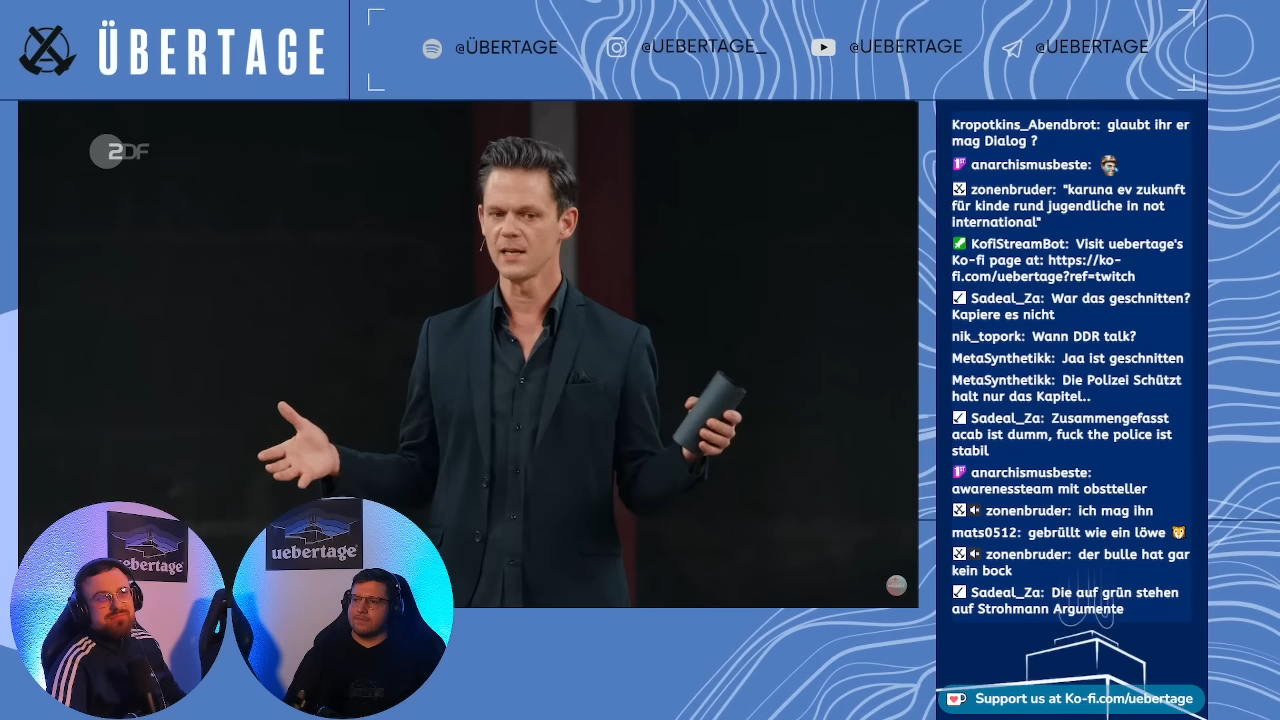 ÜBERTAGE
@ÜBERTAGE
@UEBERTAGE_
@UEBERTAGE
@UEBERTAGE
ZDF
Kropotkins_Abendbrot: glaubt ihr er
mag Dialog ?
anarchismusbeste:
zonenbruder: "karuna ev zukunft
für kinde rund jugendliche in not
international"
KofiStreamBot: Visit uebertage's
Ko-fi page at: https://ko-
fi.com/uebertage?ref=twitch
Sadeal_Za: War das geschnitten?
Kapiere es nicht
nik_topork: Wann DDR talk?
MetaSynthetikk: Jaa ist geschnitten
MetaSynthetikk: Die Polizei Schützt
halt nur das Kapitel..
Sadeal_Za: Zusammengefasst
acab ist dumm, fuck the police ist
stabil
anarchismusbeste:
awarenessteam mit obstteller
zonenbruder: ich mag ihn
mats0512: gebrüllt wie ein löwe
zonenbruder: der bulle hat gar
kein bock
Sadeal_Za: Die auf grün stehen
auf Strohmann Argumente
uebertage
uebertage
Support us at Ko-fi.com/uebertage